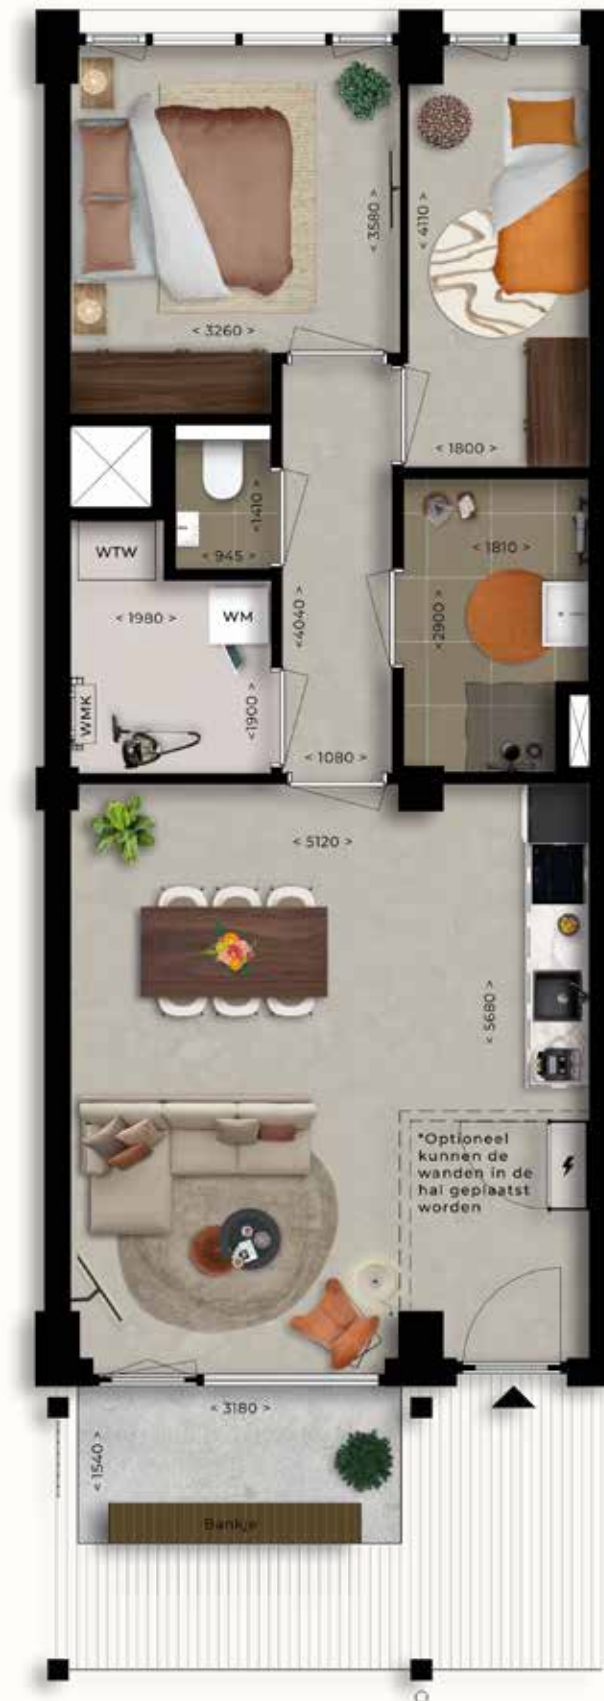 < 3580 >
< 4110 >
< 3260 >
< 1800 >
<1410>
< 945 >
< 1810 >
WTW
< 1980 >
WM
<4040>
<2900>
WMK
<1900>
< 1080 >
< 5120 >
< 5680 >
*Optioneel
kunnen de
wanden in de
hal geplaatst
worden
< 3180 >
< 1540 >
Bankje